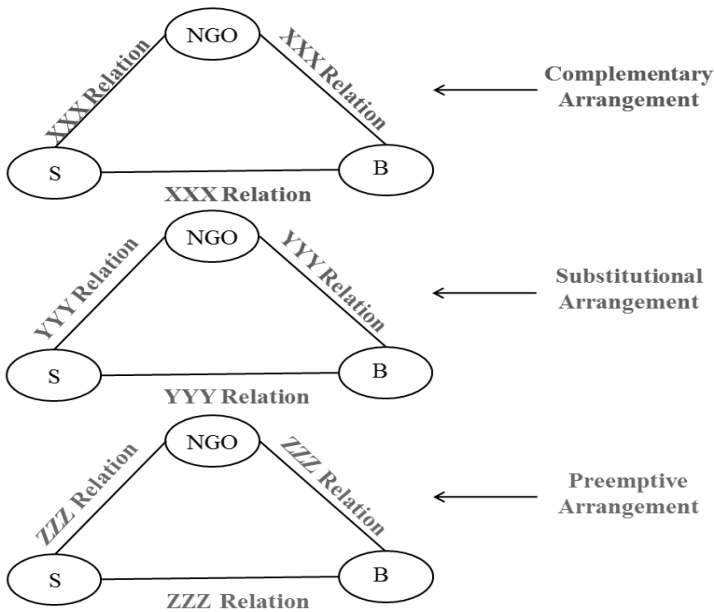 NGO
XXX Relation
XXX Relation
Complementary
Arrangement
S
B
XXX Relation
NGO
YYY Relation
YYY Relation
Substitutional
Arrangement
S
B
YYY Relation
NGO
ZZZ Relation
ZZZ Relation
Preemptive
Arrangement
S
B
ZZZ Relation